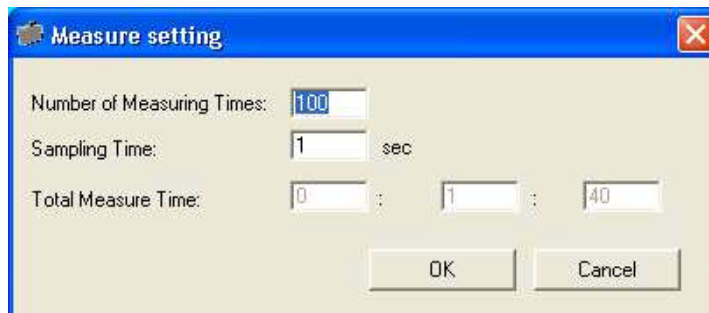 Measure setting
Number of Measuring Times: 100
Sampling Time: 1 sec
Total Measure Time: 0 : 1 : 40
OK Cancel